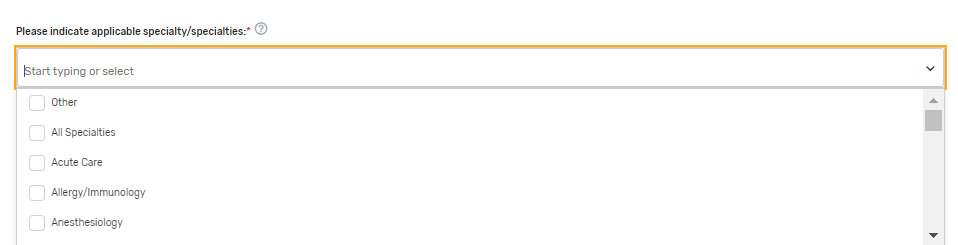 Please indicate applicable specialty/specialties:* ?
Start typing or select
Other
All Specialties
Acute Care
Allergy/Immunology
Anesthesiology